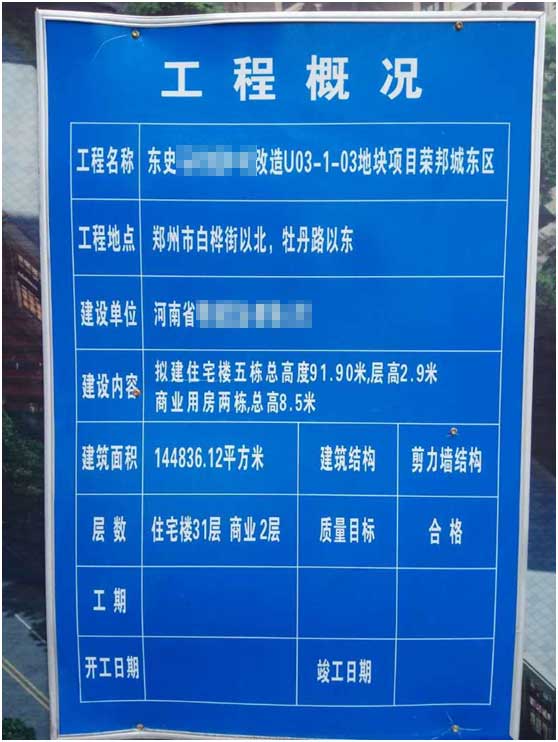 工程概况
工程名称 东史 改造U03-1-03地块项目荣邦城东区
工程地点 郑州市白桦街以北，牡丹路以东
建设单位 河南省
建设内容 拟建住宅楼五栋总高度91.90米,层高2.9米
商业用房两栋,总高8.5米
建筑面积 144836.12平方米 建筑结构 剪力墙结构
层数 住宅楼31层 商业2层 质量目标 合格
工期
开工日期 竣工日期